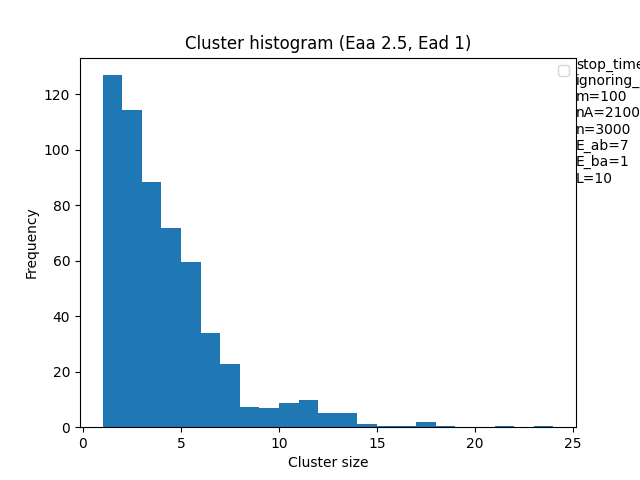 Cluster histogram (Eaa 2.5, Ead 1)
stop_time
ignoring_
m=100
nA=2100
n=3000
E_ab=7
E_ba=1
L=10
120
100
80
60
40
20
0
Frequency
0 5 10 15 20 25
Cluster size